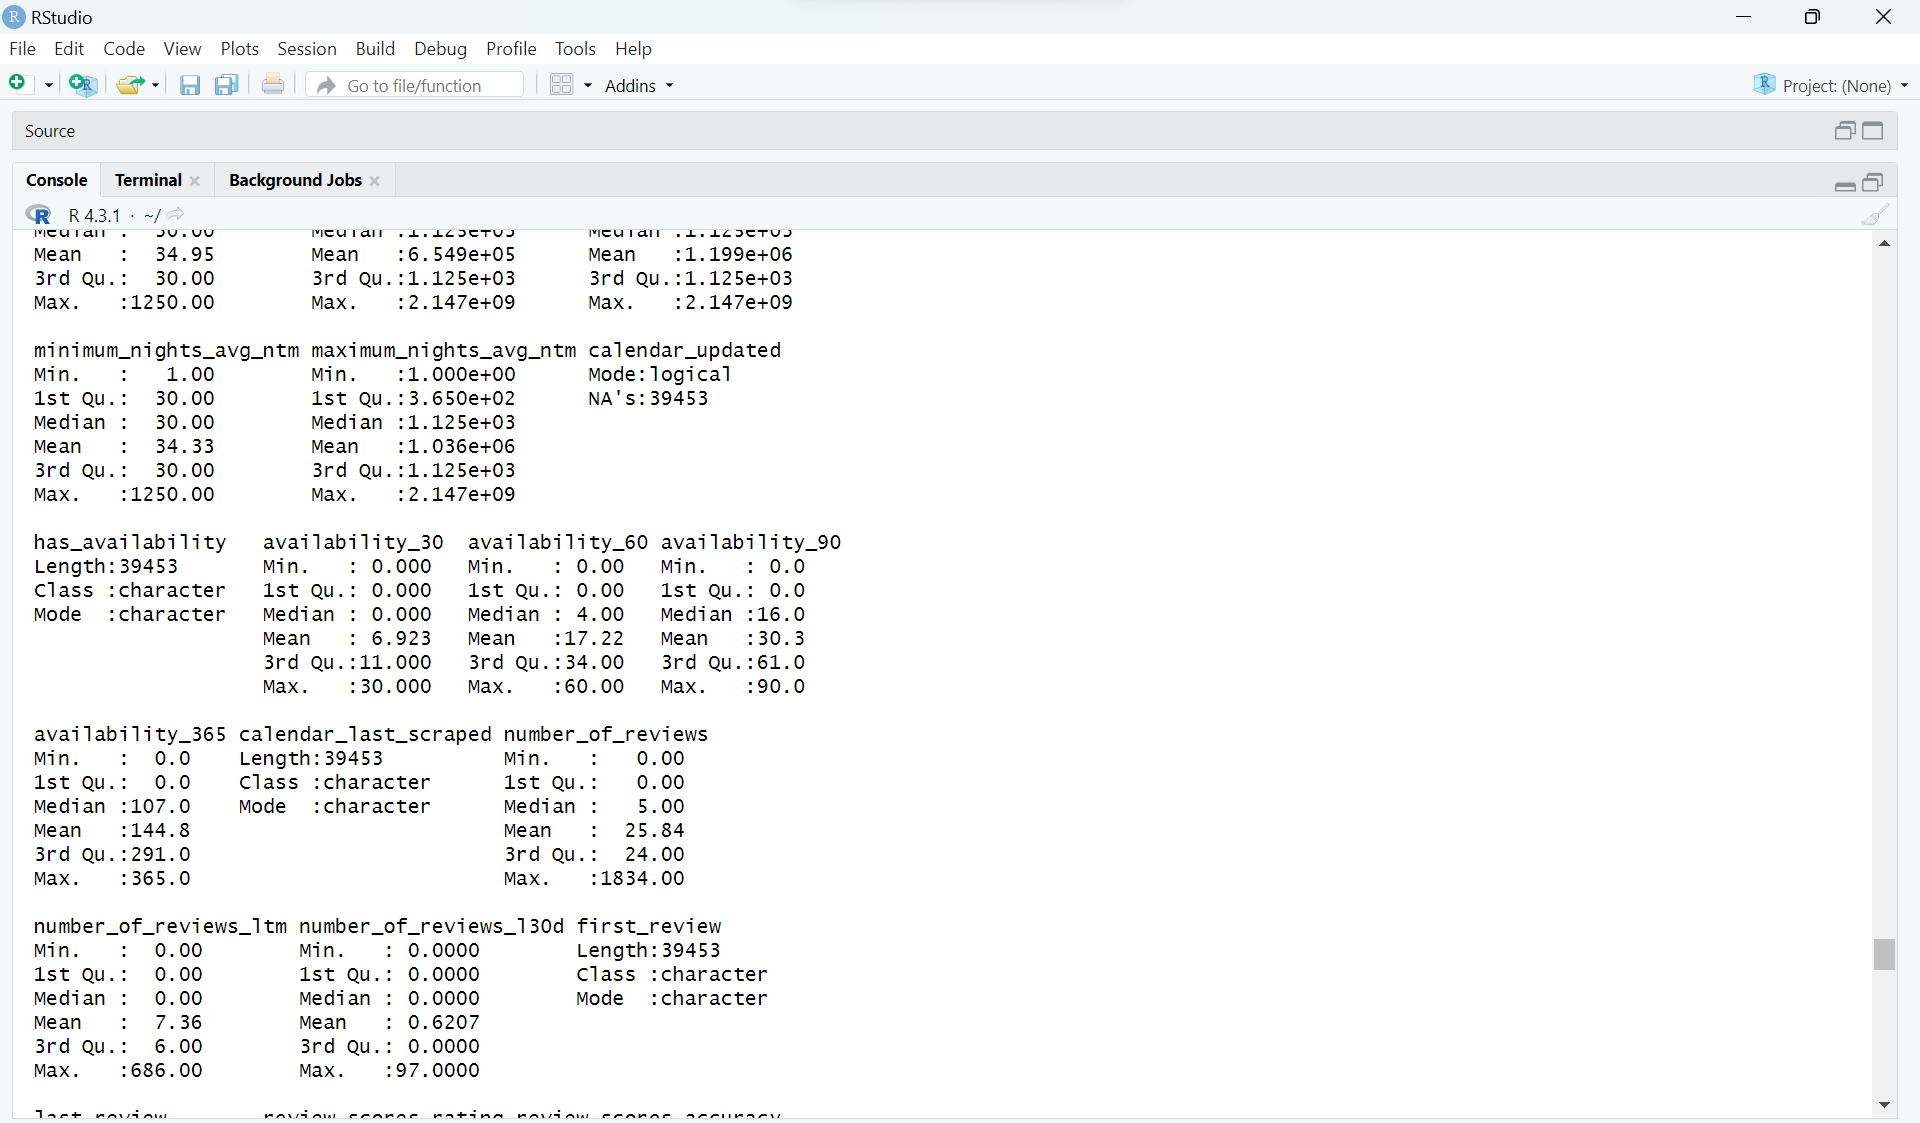 RStudio
File Edit Code View Plots Session Build Debug Profile Tools Help
Go to file/function Addins Project: (None)
Source
Console Terminal Background Jobs
R 4.3.1 · ~/
Median : 30.00 Median :1.125e+03 Median :1.125e+03
Mean : 34.95 Mean :6.549e+05 Mean :1.199e+06
3rd Qu.: 30.00 3rd Qu.:1.125e+03 3rd Qu.:1.125e+03
Max. :1250.00 Max. :2.147e+09 Max. :2.147e+09
minimum_nights_avg_ntm maximum_nights_avg_ntm calendar_updated
Min. : 1.00 Min. :1.000e+00 Mode:logical
1st Qu.: 30.00 1st Qu.:3.650e+02 NA's:39453
Median : 30.00 Median :1.125e+03
Mean : 34.33 Mean :1.036e+06
3rd Qu.: 30.00 3rd Qu.:1.125e+03
Max. :1250.00 Max. :2.147e+09
has_availability availability_30 availability_60 availability_90
Length:39453 Min. : 0.000 Min. : 0.00 Min. : 0.0
Class :character 1st Qu.: 0.000 1st Qu.: 0.00 1st Qu.: 0.0
Mode :character Median : 0.000 Median : 4.00 Median :16.0
Mean : 6.923 Mean :17.22 Mean :30.3
3rd Qu.:11.000 3rd Qu.:34.00 3rd Qu.:61.0
Max. :30.000 Max. :60.00 Max. :90.0
availability_365 calendar_last_scraped number_of_reviews
Min. : 0.0 Length:39453 Min. : 0.00
1st Qu.: 0.0 Class :character 1st Qu.: 0.00
Median :107.0 Mode :character Median : 5.00
Mean :144.8 Mean : 25.84
3rd Qu.:291.0 3rd Qu.: 24.00
Max. :365.0 Max. :1834.00
number_of_reviews_ltm number_of_reviews_l30d first_review
Min. : 0.00 Min. : 0.0000 Length:39453
1st Qu.: 0.00 1st Qu.: 0.0000 Class :character
Median : 0.00 Median : 0.0000 Mode :character
Mean : 7.36 Mean : 0.6207
3rd Qu.: 6.00 3rd Qu.: 0.0000
Max. :686.00 Max. :97.0000
last_review review_scores_rating review_scores_accuracy